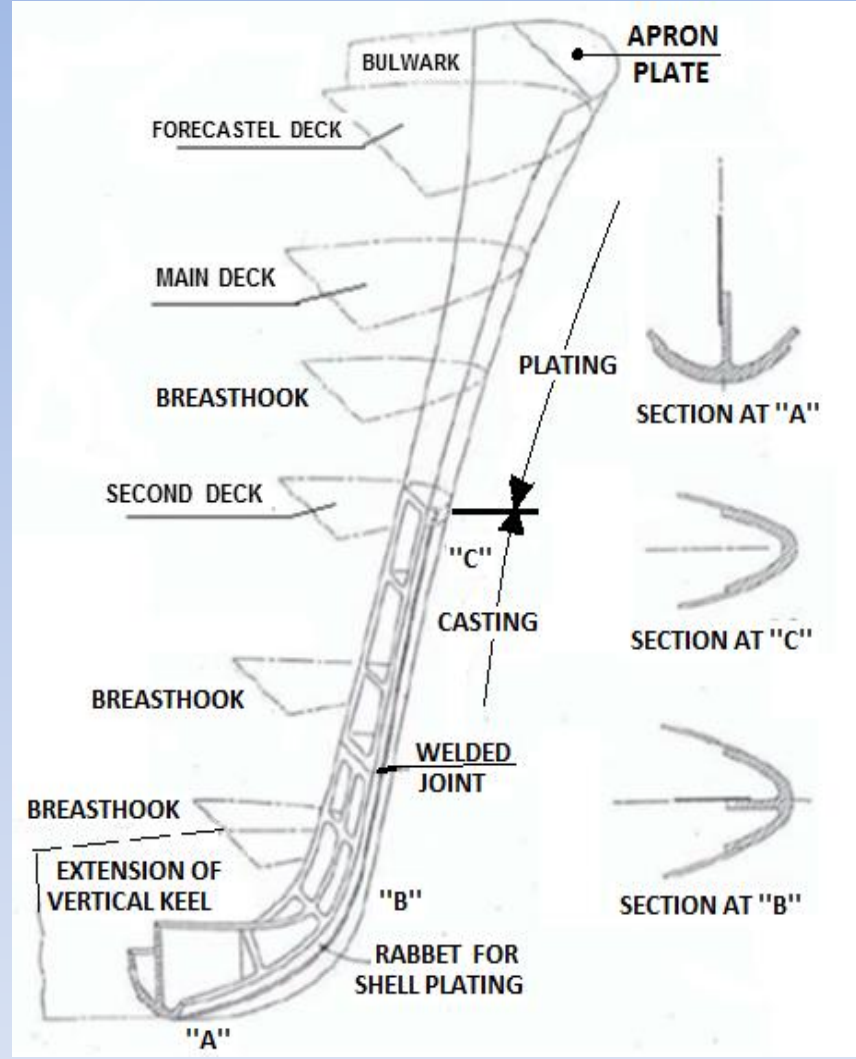 APRON
PLATE
BULWARK
FORECASTEL DECK
MAIN DECK
PLATING
BREASTHOOK
SECTION AT "A"
SECOND DECK
"C"
CASTING
SECTION AT "C"
BREASTHOOK
WELDED
JOINT
BREASTHOOK
EXTENSION OF
VERTICAL KEEL
"B"
SECTION AT "B"
RABBET FOR
SHELL PLATING
"A"